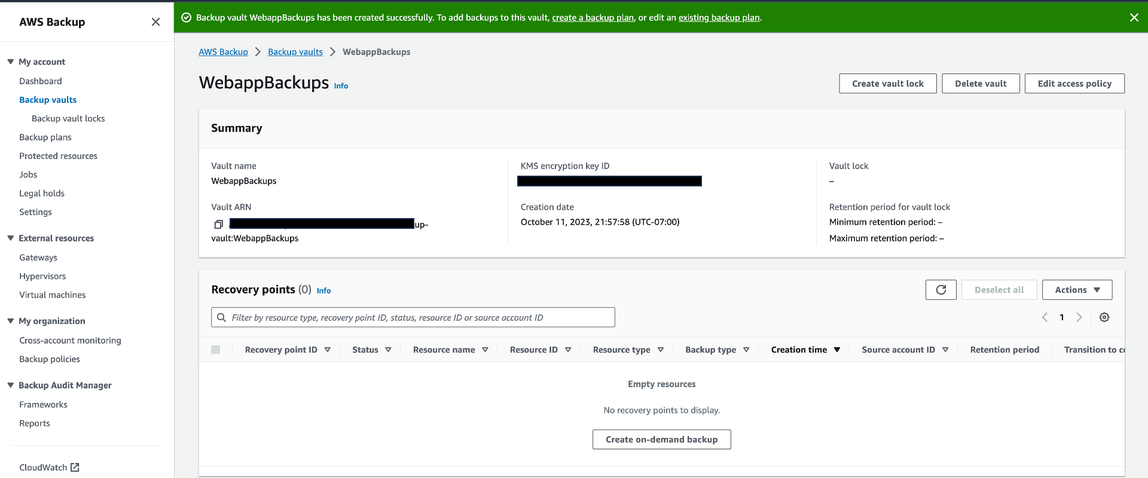 AWS Backup
Backup vault WebappBackups has been created successfully. To add backups to this vault, create a backup plan, or edit an existing backup plan.
My account
Dashboard
Backup vaults
Backup vault locks
Backup plans
Protected resources
Jobs
Legal holds
Settings
External resources
Gateways
Hypervisors
Virtual machines
My organization
Cross-account monitoring
Backup policies
Backup Audit Manager
Frameworks
Reports
CloudWatch
AWS Backup > Backup vaults > WebappBackups
WebappBackups Info
Create vault lock Delete vault Edit access policy
Summary
Vault name
WebappBackups
Vault ARN
up-
vault:WebappBackups
KMS encryption key ID
Creation date
October 11, 2023, 21:57:58 (UTC-07:00)
Vault lock
–
Retention period for vault lock
Minimum retention period: –
Maximum retention period: –
Recovery points (0) Info
Deselect all Actions
Filter by resource type, recovery point ID, status, resource ID or source account ID
1
Recovery point ID Status Resource name Resource ID Resource type Backup type Creation time Source account ID Retention period Transition to c
Empty resources
No recovery points to display.
Create on-demand backup